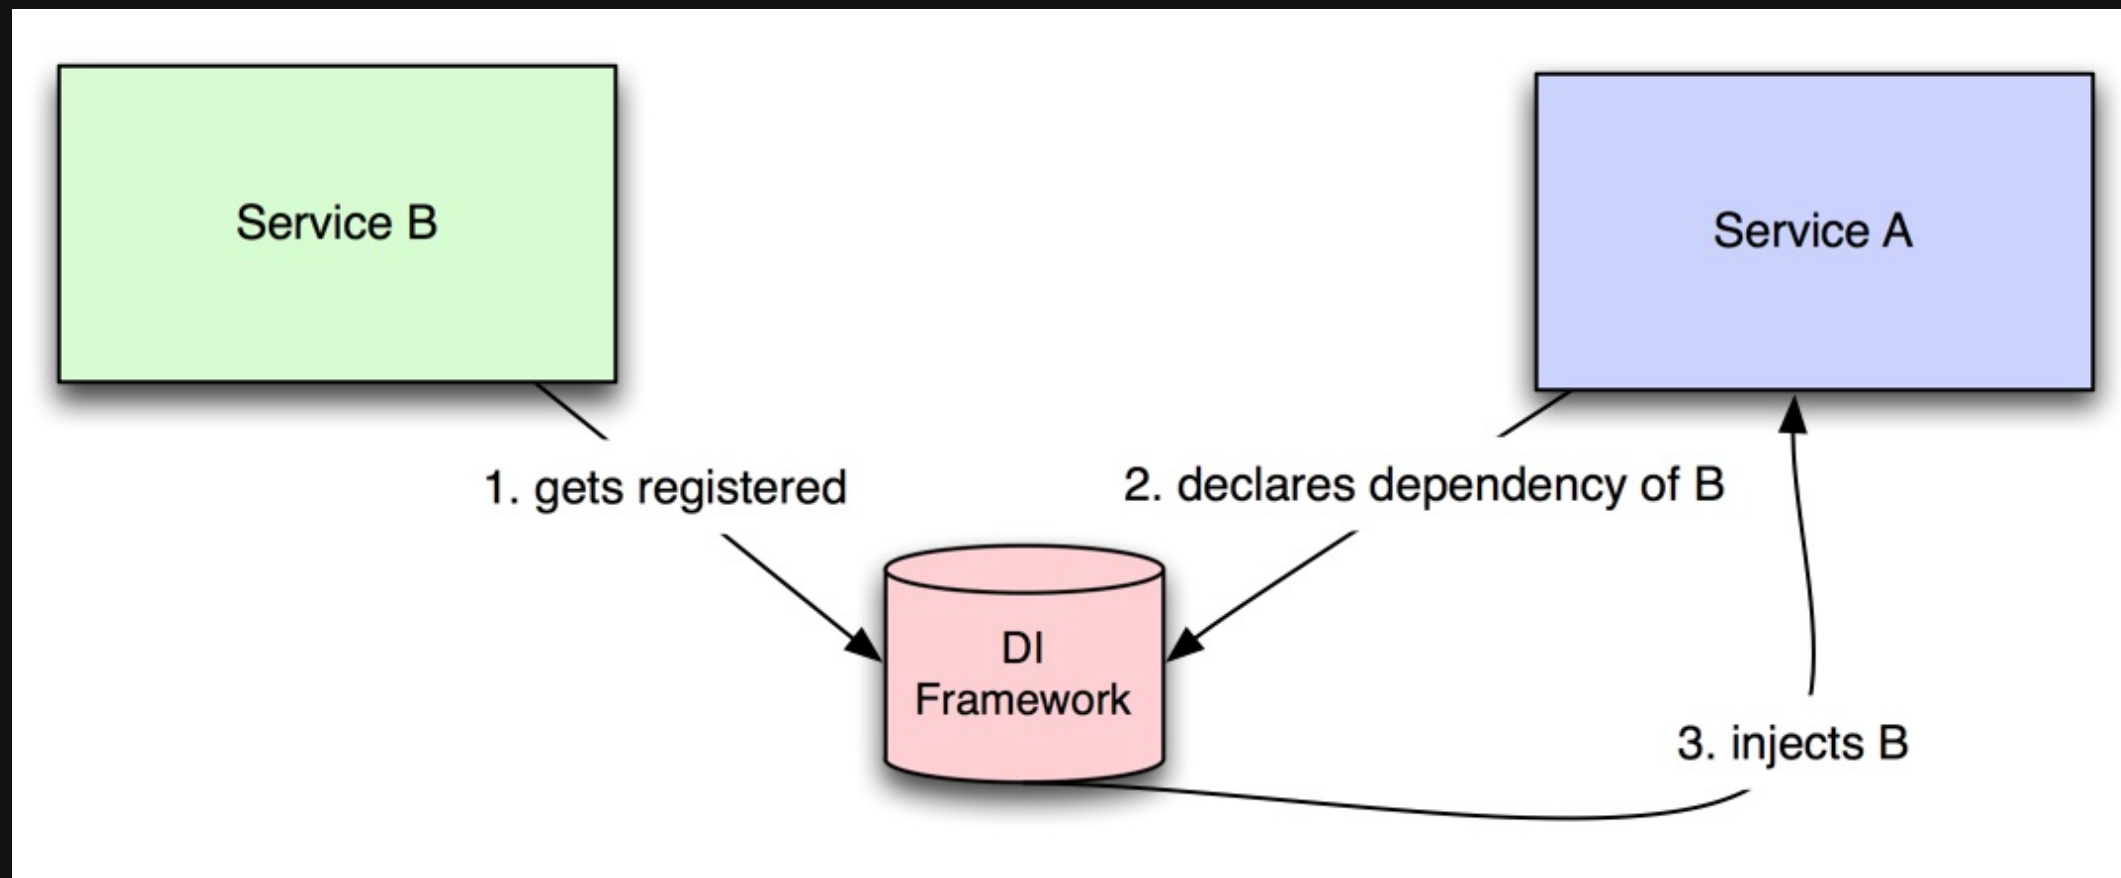 Service B
Service A
1. gets registered
2. declares dependency of B
DI
Framework
3. injects B